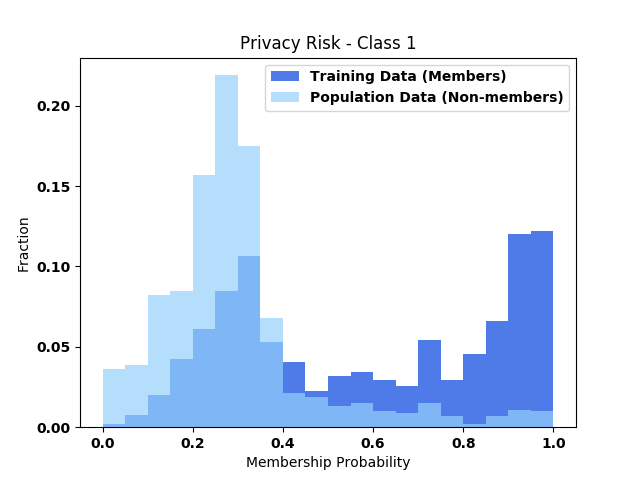 Privacy Risk - Class 1
Training Data (Members)
Population Data (Non-members)
Fraction
0.20
0.15
0.10
0.05
0.00
0.0 0.2 0.4 0.6 0.8 1.0
Membership Probability